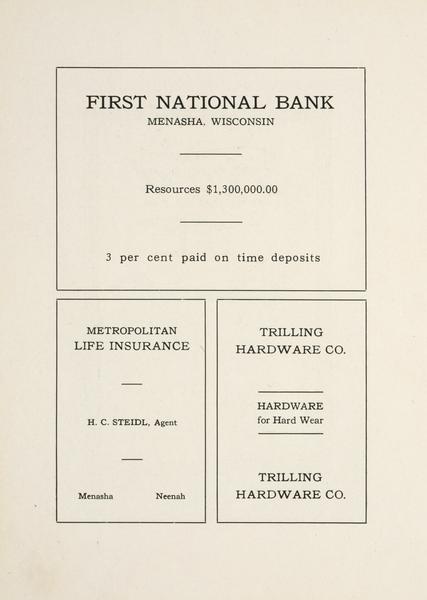 FIRST NATIONAL BANK
MENASHA, WISCONSIN
Resources $1,300,000.00
3 per cent paid on time deposits
METROPOLITAN
LIFE INSURANCE
H. C. STEIDL, Agent
Menasha Neenah
TRILLING
HARDWARE CO.
HARDWARE
for Hard Wear
TRILLING
HARDWARE CO.